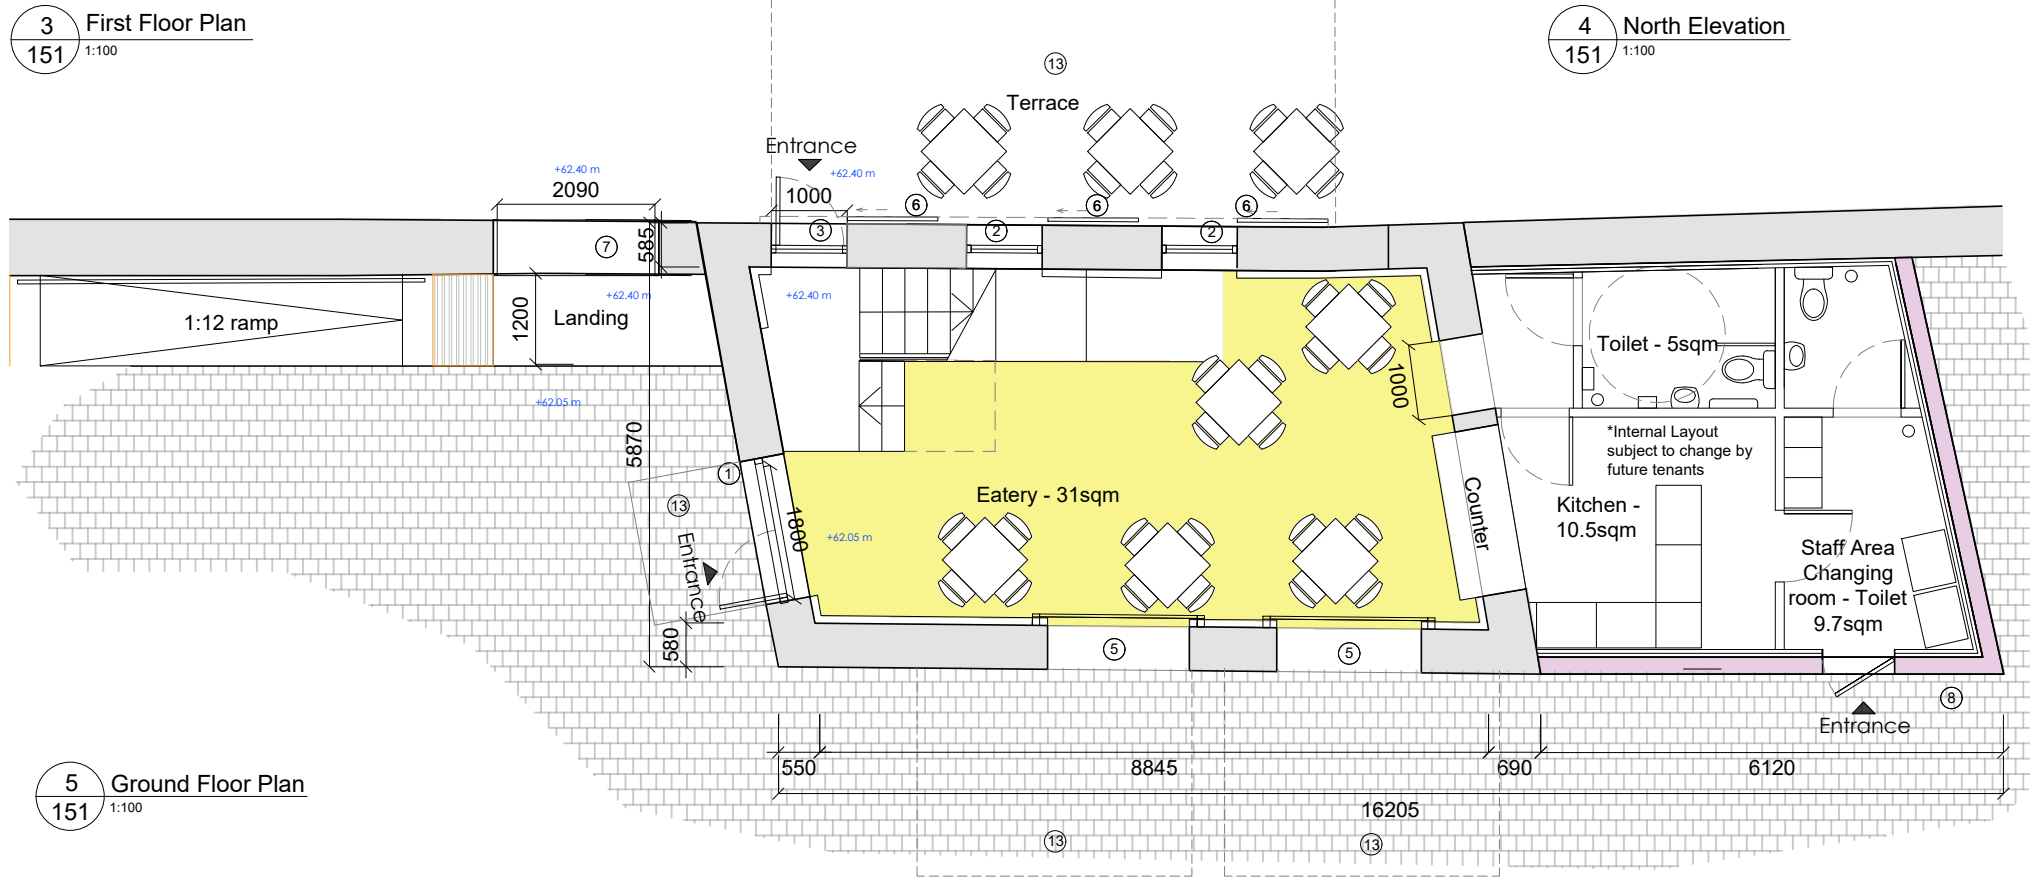 3
151
First Floor Plan
1:100
4
151
North Elevation
1:100
13
Terrace
Entrance
+62.40 m
2090
+62.40 m
1000
6
6
6
7
585
3
2
2
1:12 ramp
1200
Landing
+62.40 m
+62.40 m
+62.05 m
5870
1
13
Entrance
1800
580
Eatery - 31sqm
+62.05 m
1000
Counter
Toilet - 5sqm
*Internal Layout
subject to change by
future tenants
Kitchen -
10.5sqm
Staff Area
Changing
room - Toilet
9.7sqm
5
5
8
Entrance
550
8845
690
6120
16205
13
13
5
151
Ground Floor Plan
1:100